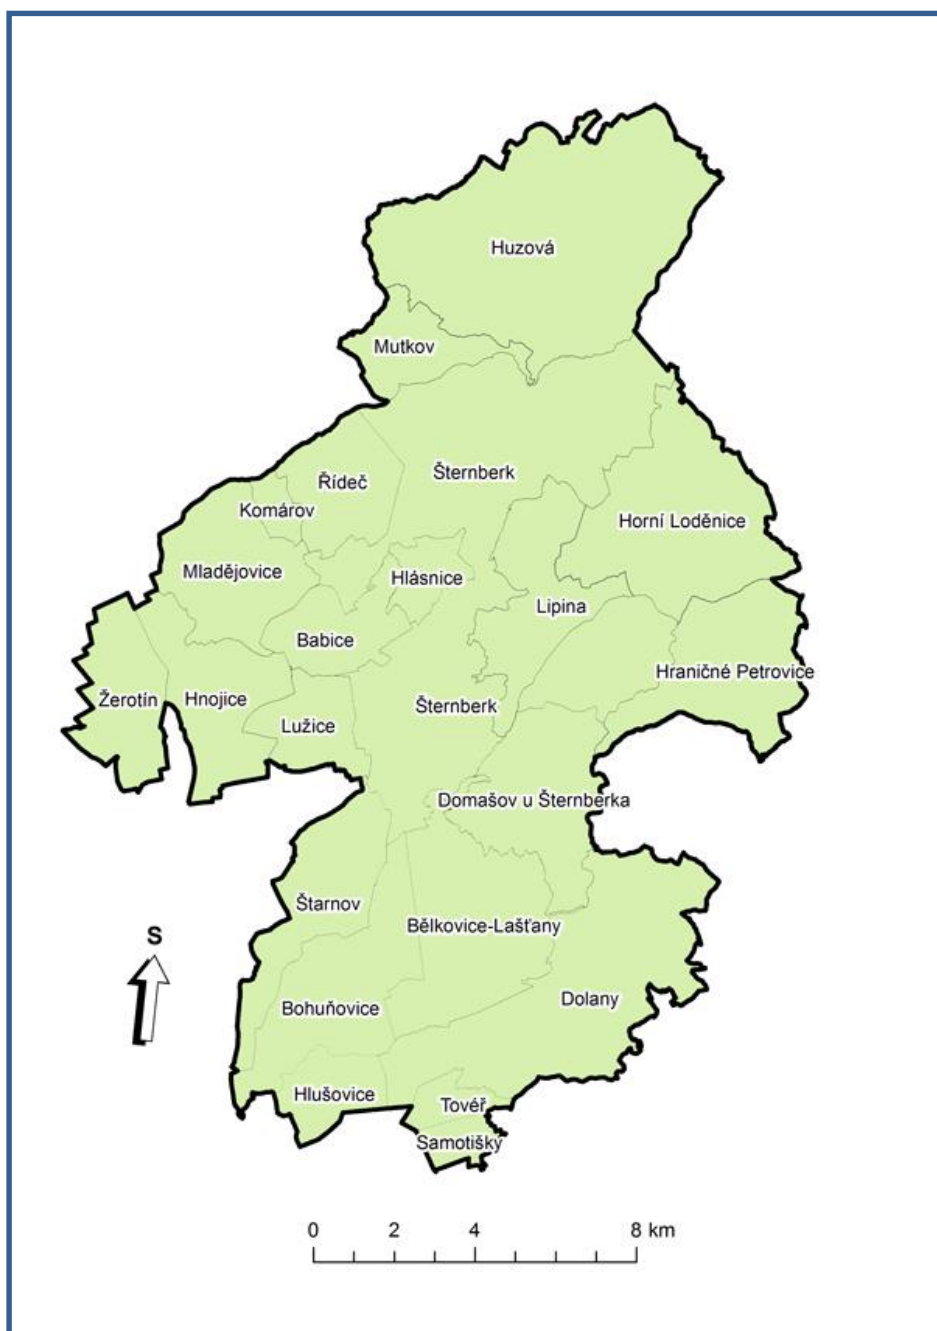 Huzová
Mutkov
Šternberk
Řídeč
Komárov
Horní Loděnice
Mladějovice
Hlásnice
Lipina
Babice
Hraničné Petrovice
Žerotín
Hnojice
Šternberk
Lužice
Domašov u Šternberka
Štarnov
Bělkovice-Lašťany
S
Dolany
Bohuňovice
Hlušovice
Tovéř
Samotišky
0 2 4 8 km